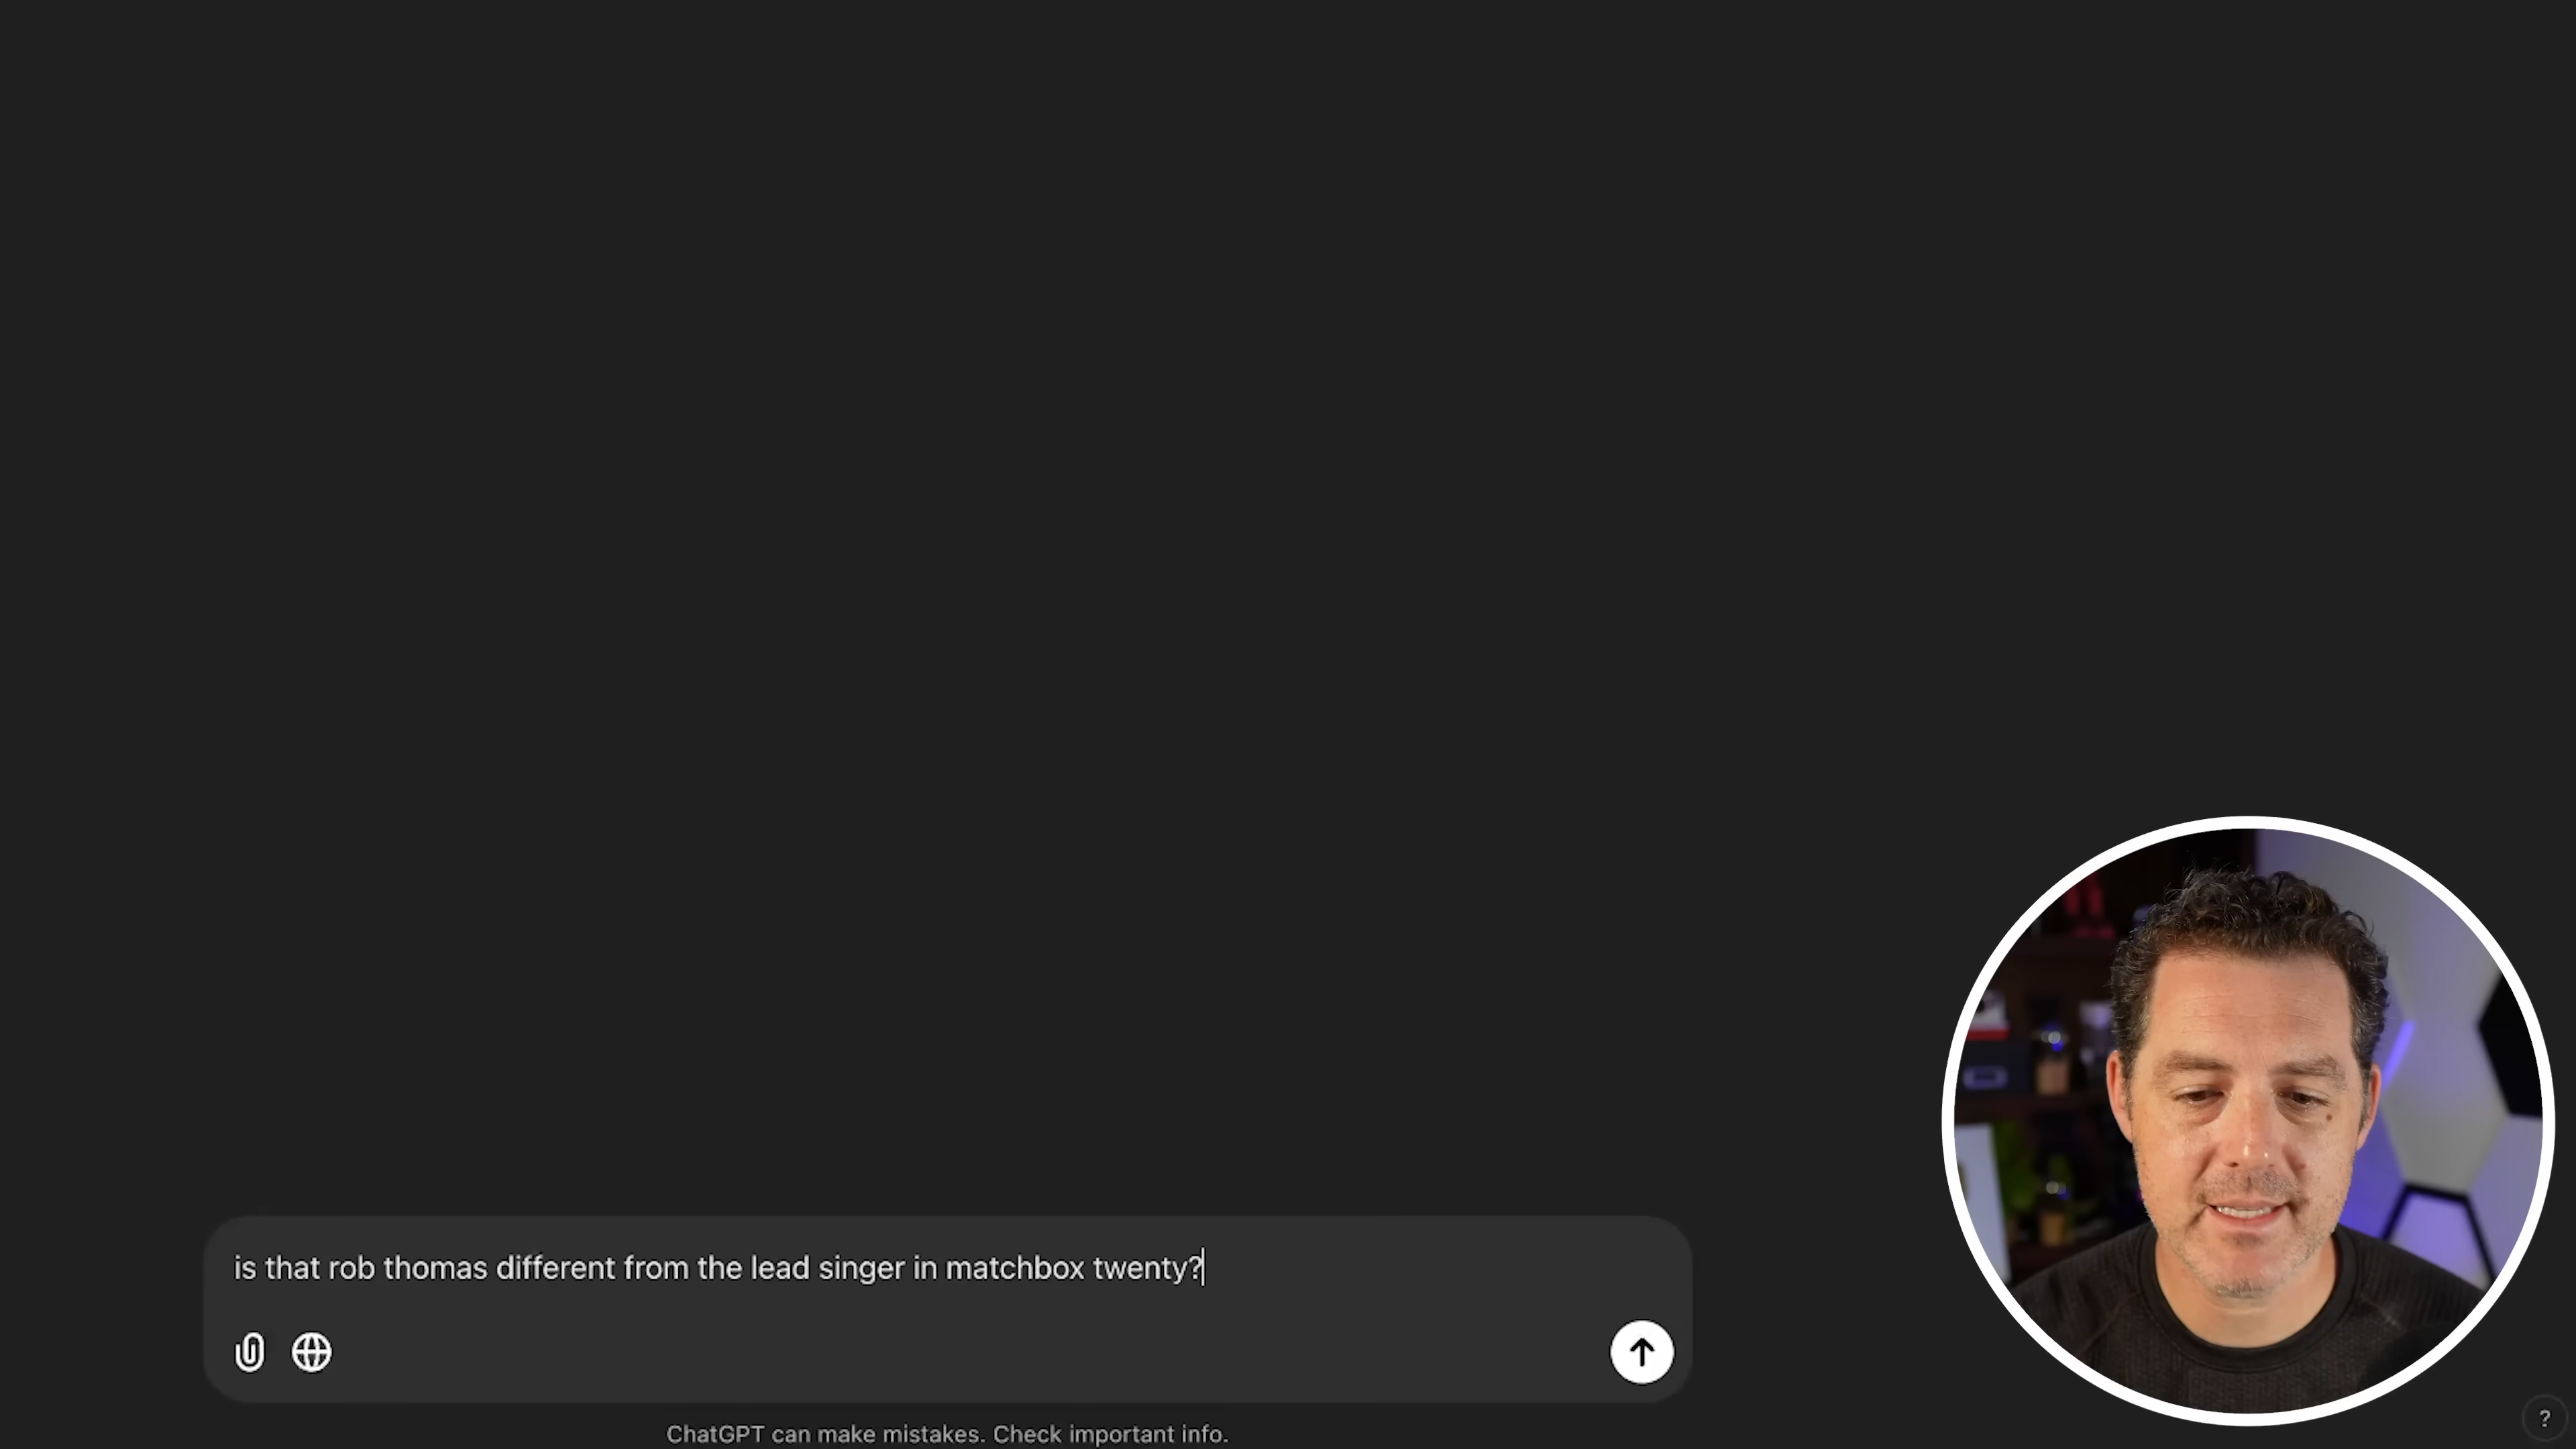 is that rob thomas different from the lead singer in matchbox twenty?
ChatGPT can make mistakes. Check important info.
?